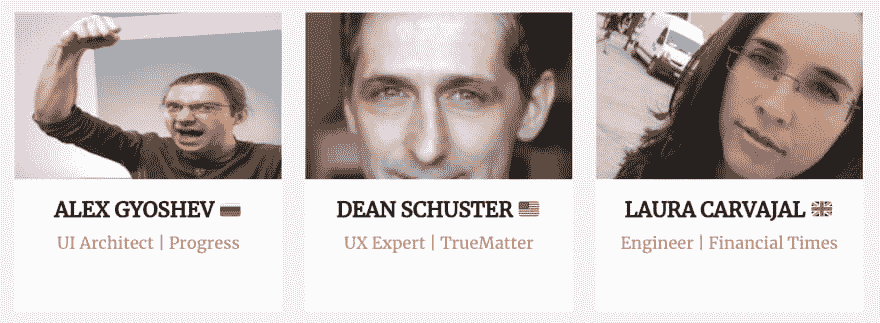 ALEX GYOSHEV
UI Architect | Progress
DEAN SCHUSTER
UX Expert | TrueMatter
LAURA CARVAJAL
Engineer | Financial Times